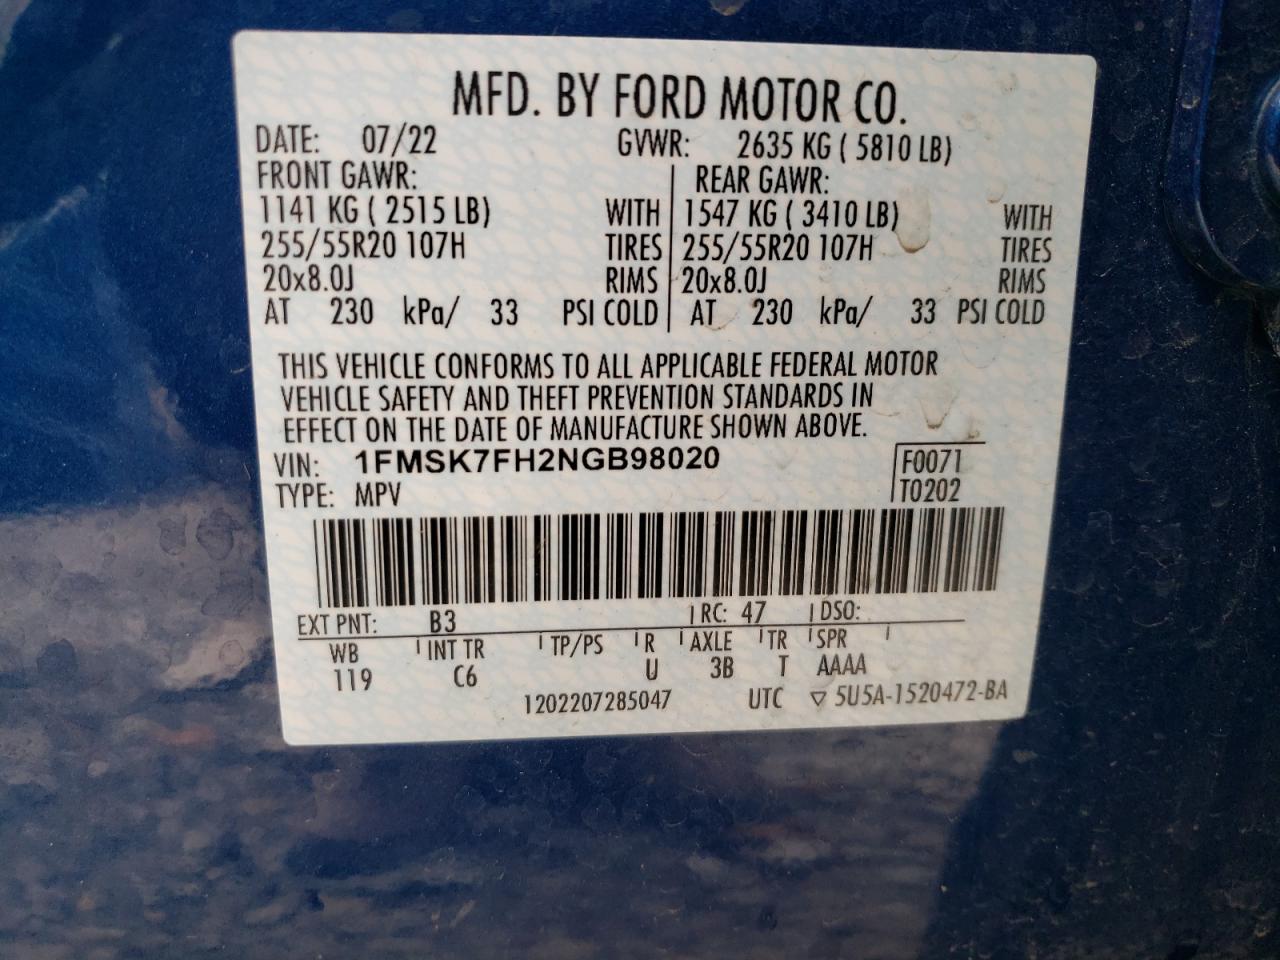 MFD. BY FORD MOTOR CO.
DATE: 07/22 GVWR: 2635 KG ( 5810 LB)
FRONT GAWR: REAR GAWR:
1141 KG ( 2515 LB) WITH 1547 KG ( 3410 LB) WITH
255/55R20 107H TIRES 255/55R20 107H TIRES
20x8.0J RIMS 20x8.0J RIMS
AT 230 kPa/ 33 PSI COLD AT 230 kPa/ 33 PSI COLD
THIS VEHICLE CONFORMS TO ALL APPLICABLE FEDERAL MOTOR
VEHICLE SAFETY AND THEFT PREVENTION STANDARDS IN
EFFECT ON THE DATE OF MANUFACTURE SHOWN ABOVE.
VIN: 1FMSK7FH2NGB98020 F0071
TYPE: MPV T0202
EXT PNT: B3 RC: 47 DSO:
WB INT TR TP/PS R AXLE TR SPR
119 C6 U 3B T AAAA
1202207285047 UTC ▽ 5U5A-1520472-BA